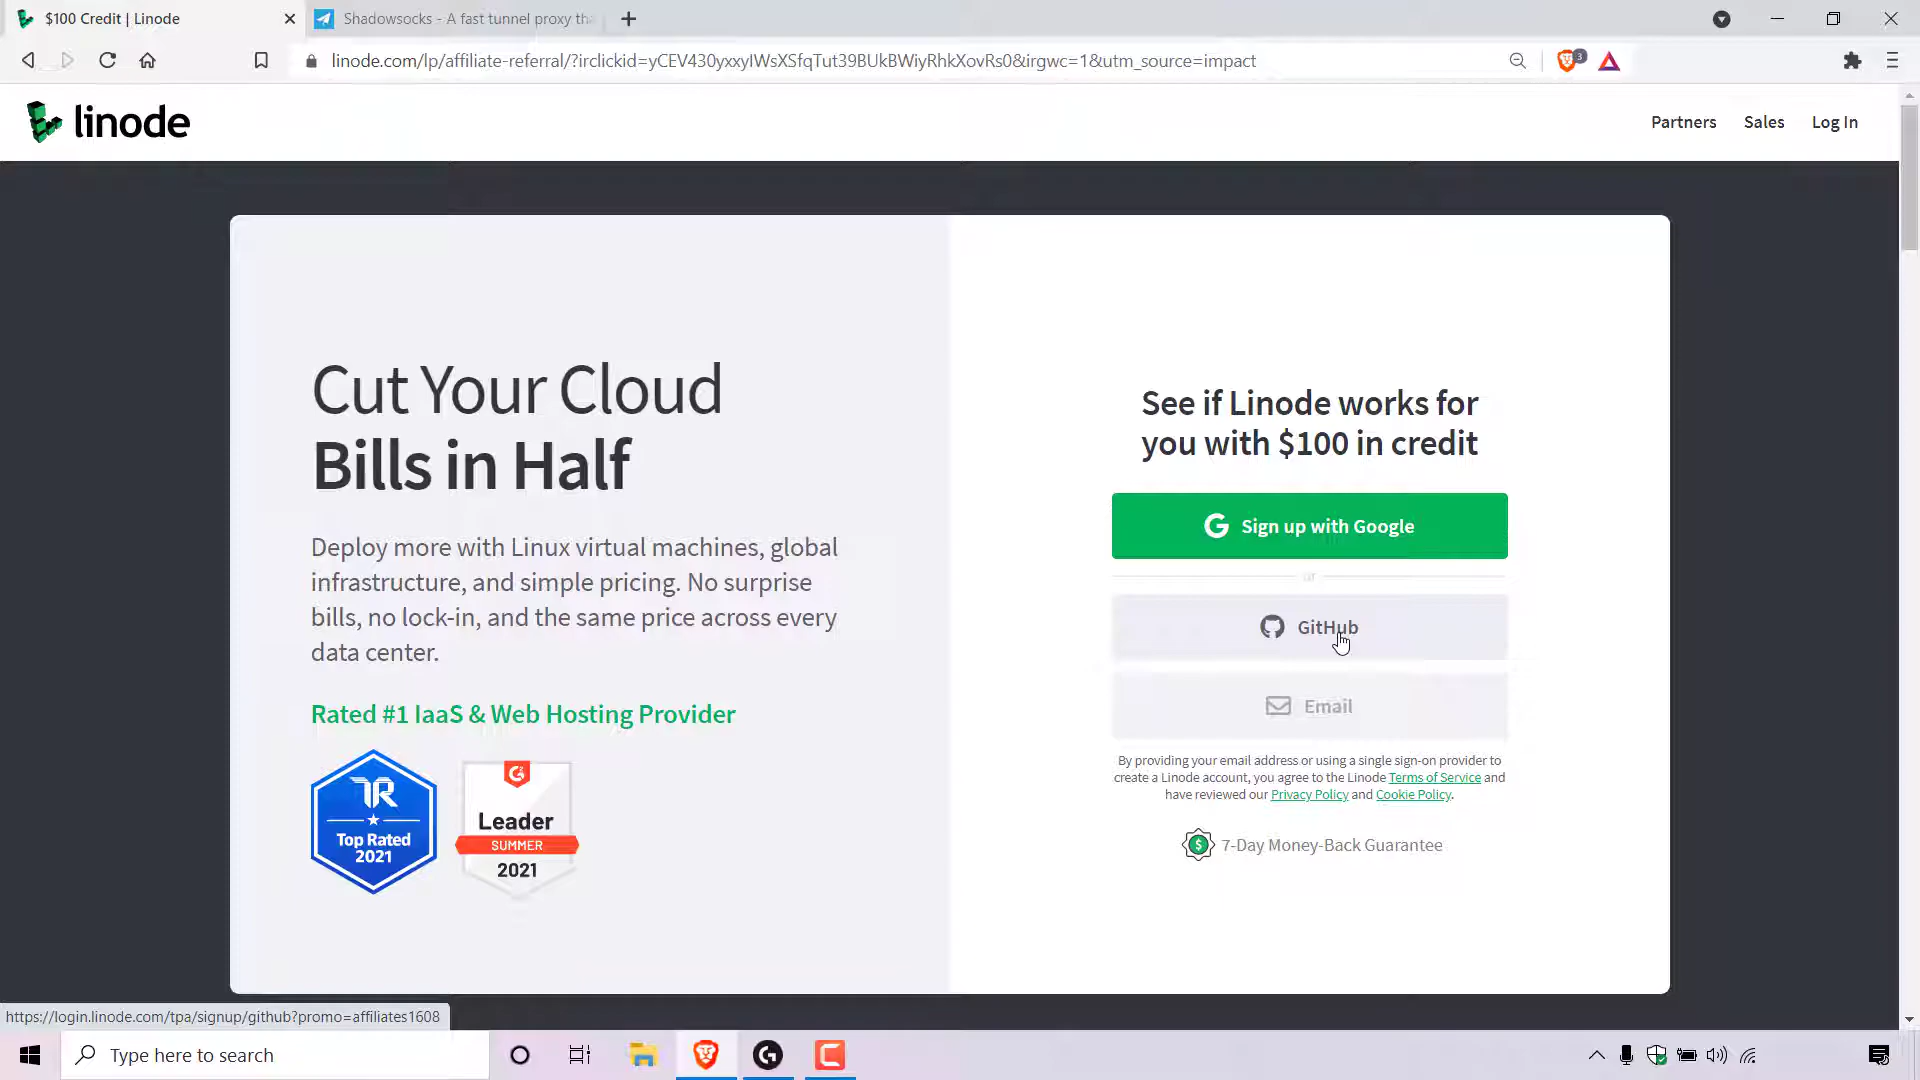 $100 Credit | Linode
Shadowsocks - A fast tunnel proxy tha
linode.com/lp/affiliate-referral/?irclickid=yCEV430yxxyIWsXSfqTut39BUkBWiyRhkXovRs0&irgwc=1&utm_source=impact
3
linode
Partners
Sales
Log In
Cut Your Cloud
Bills in Half
Deploy more with Linux virtual machines, global
infrastructure, and simple pricing. No surprise
bills, no lock-in, and the same price across every
data center.
Rated #1 IaaS & Web Hosting Provider
TR
Top Rated
2021
G2
Leader
SUMMER
2021
See if Linode works for
you with $100 in credit
G Sign up with Google
or
GitHub
Email
By providing your email address or using a single sign-on provider to
create a Linode account, you agree to the Linode Terms of Service and
have reviewed our Privacy Policy and Cookie Policy.
$ 7-Day Money-Back Guarantee
https://login.linode.com/tpa/signup/github?promo=affiliates1608
Type here to search